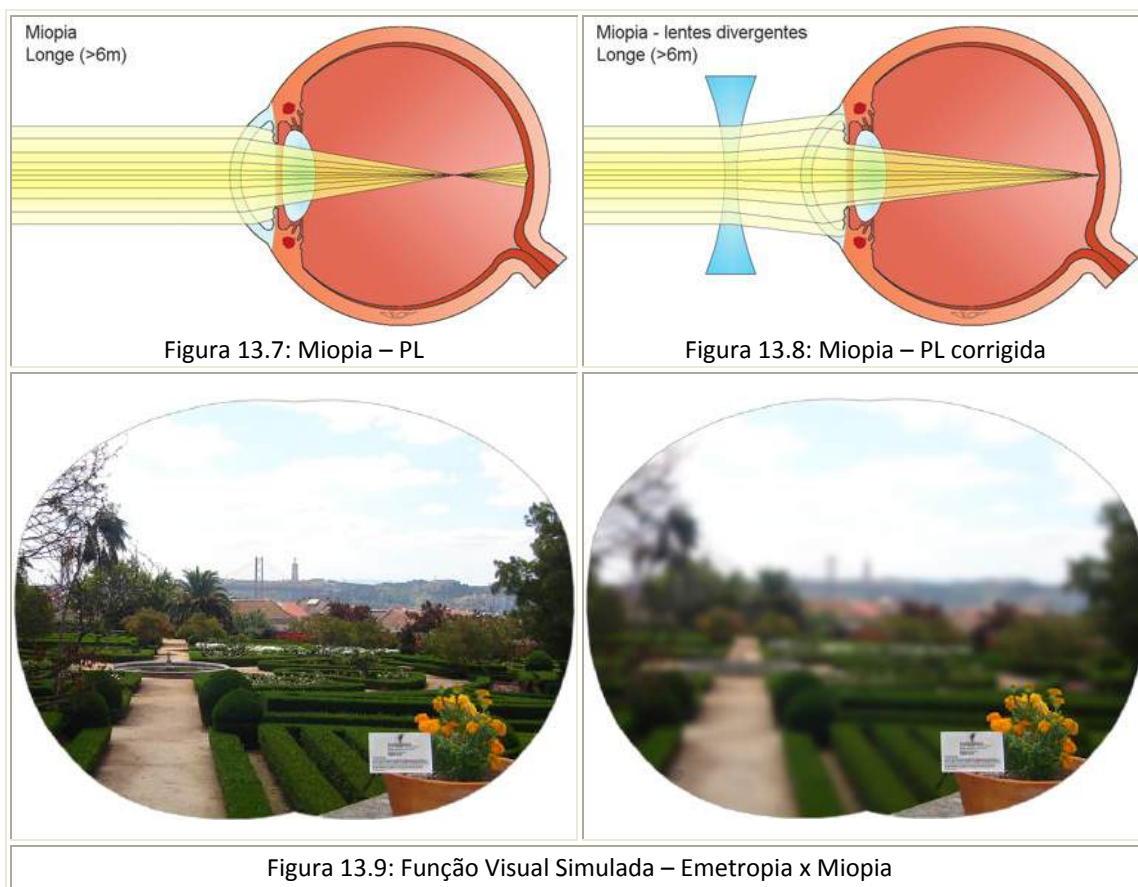 Miopia
Longe (>6m)
Miopia - lentes divergentes
Longe (>6m)
Figura 13.7: Miopia – PL
Figura 13.8: Miopia – PL corrigida
Figura 13.9: Função Visual Simulada – Emetropia x Miopia